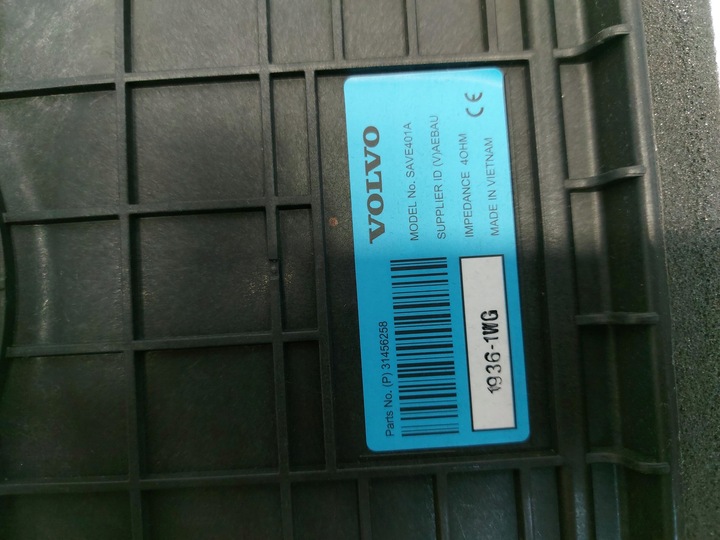 VOLVO
MODEL No. SAVE401A
SUPPLIER ID (V)AEBAU
IMPEDANCE 4OHM
MADE IN VIETNAM
CE
Parts No. (P) 31456258
1936-1WG